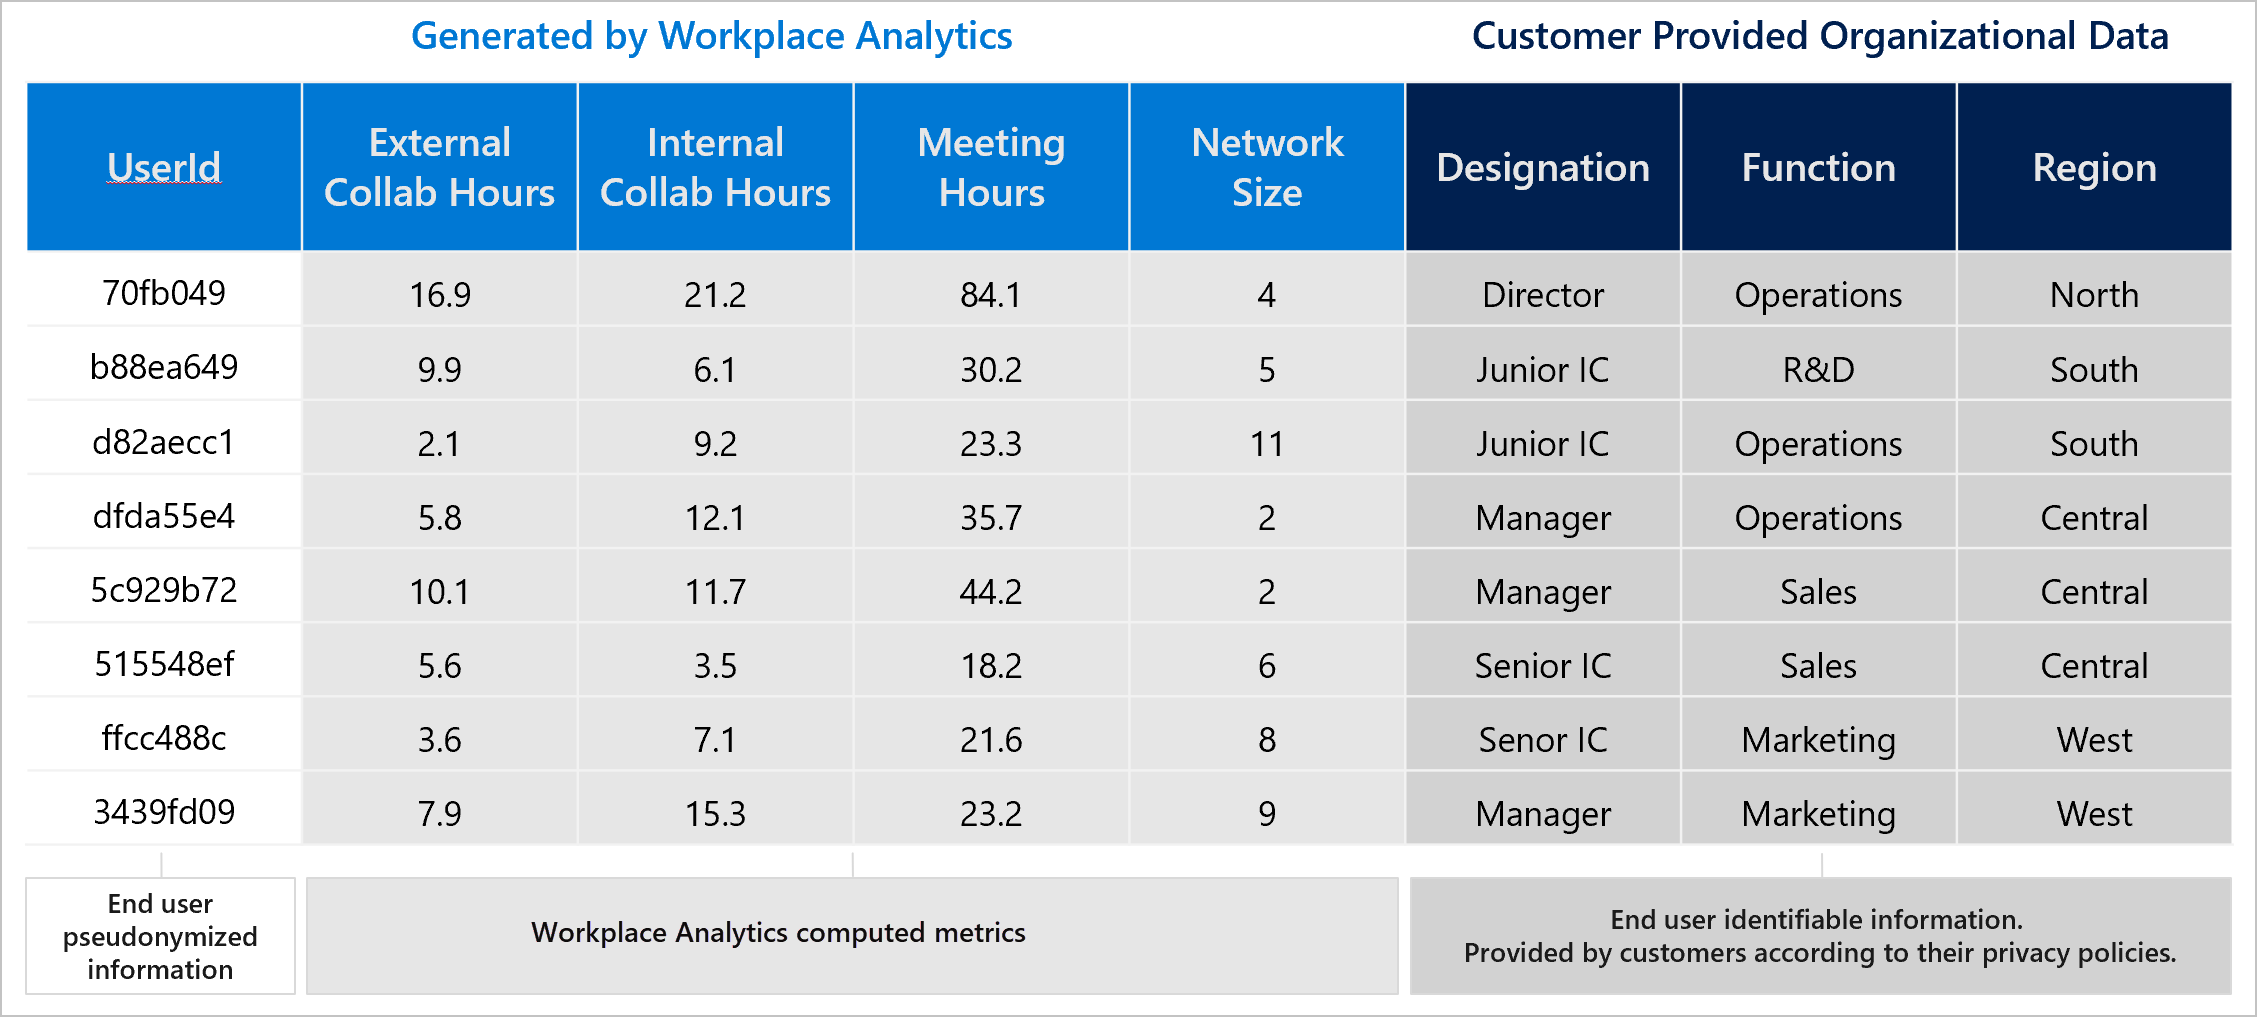 Generated by Workplace Analytics Customer Provided Organizational Data
UserId External Collab Hours Internal Collab Hours Meeting Hours Network Size Designation Function Region
70fb049 16.9 21.2 84.1 4 Director Operations North
b88ea649 9.9 6.1 30.2 5 Junior IC R&D South
d82aecc1 2.1 9.2 23.3 11 Junior IC Operations South
dfda55e4 5.8 12.1 35.7 2 Manager Operations Central
5c929b72 10.1 11.7 44.2 2 Manager Sales Central
515548ef 5.6 3.5 18.2 6 Senior IC Sales Central
ffcc488c 3.6 7.1 21.6 8 Senor IC Marketing West
3439fd09 7.9 15.3 23.2 9 Manager Marketing West
End user
pseudonymized
information
Workplace Analytics computed metrics
End user identifiable information.
Provided by customers according to their privacy policies.